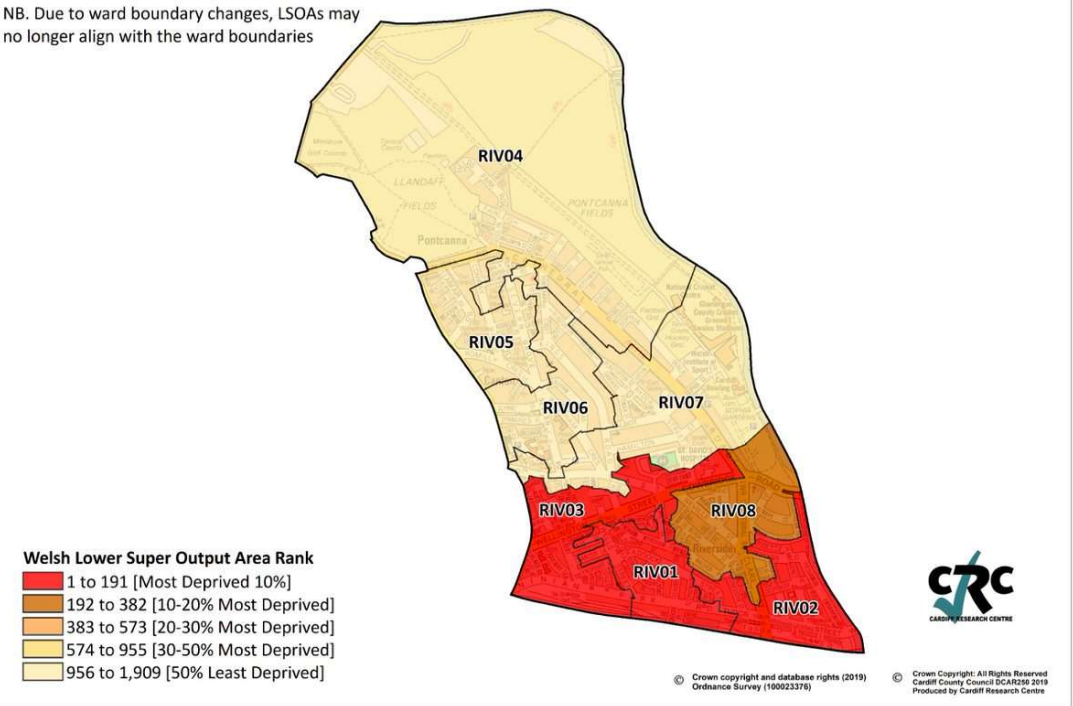 NB. Due to ward boundary changes, LSOAs may
no longer align with the ward boundaries
RIV04
LLANDAFF
FIELDS
PONTCANNA
FIELDS
Pontcanna
RIV05
RIV06
RIV07
RIV03
STREET
ROAD
RIV08
Riverside
RIV01
RIV02
Welsh Lower Super Output Area Rank
1 to 191 [Most Deprived 10%]
192 to 382 [10-20% Most Deprived]
383 to 573 [20-30% Most Deprived]
574 to 955 [30-50% Most Deprived]
956 to 1,909 [50% Least Deprived]
CRC
CARDIFF RESEARCH CENTRE
© Crown copyright and database rights (2019)
Ordnance Survey (100023376)
© Crown Copyright: All Rights Reserved
Cardiff County Council DCAR250 2019
Produced by Cardiff Research Centre